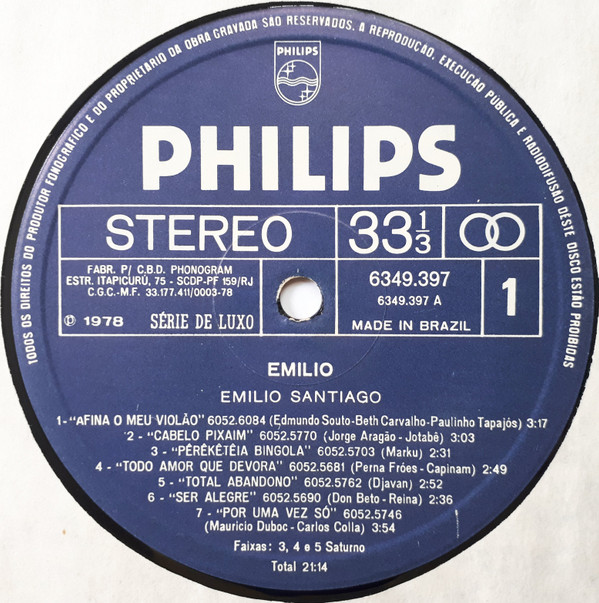 TODOS OS DIREITOS DO PRODUTOR FONOGRÁFICO E DO PROPRIETÁRIO DA OBRA GRAVADA SÃO RESERVADOS. A REPRODUÇÃO, EXECUÇÃO PÚBLICA E RADIODIFUSÃO DÊSTE DISCO ESTÃO PROIBIDAS
PHILIPS
PHILIPS
STEREO
33 1/3
FABR. P/ C.B.D. PHONOGRAM
ESTR. ITAPICURÚ, 75 - SCDP-PF 159/RJ
C.G.C.-M.F. 33.177.411/0003-78
℗ 1978 SÉRIE DE LUXO
6349.397
6349.397 A
MADE IN BRAZIL
1
EMILIO
EMILIO SANTIAGO
1- "AFINA O MEU VIOLÃO" 6052.6084 (Edmundo Souto-Beth Carvalho-Paulinho Tapajós) 3:17
2 - "CABELO PIXAIM" 6052.5770 (Jorge Aragão - Jotabê) 3:03
3 - "PÊRÊKÊTÊIA BINGOLA" 6052.5703 (Marku) 2:31
4 - "TODO AMOR QUE DEVORA" 6052.5681 (Perna Fróes - Capinam) 2:49
5 - "TOTAL ABANDONO" 6052.5762 (Djavan) 2:52
6 - "SER ALEGRE" 6052.5690 (Don Beto - Reina) 2:36
7 - "POR UMA VEZ SÓ" 6052.5746
(Mauricio Duboc - Carlos Colla) 3:54
Faixas: 3, 4 e 5 Saturno
Total 21:14